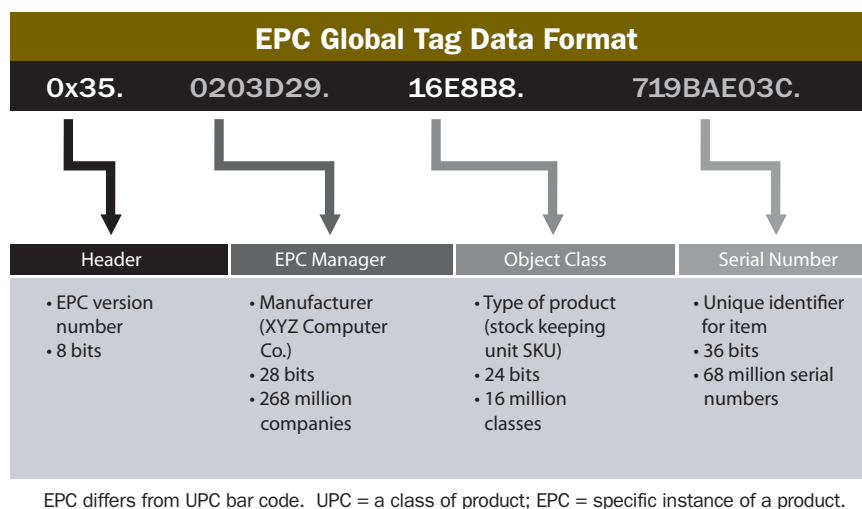 EPC Global Tag Data Format
0x35. 0203D29. 16E8B8. 719BAE03C.
Header EPC Manager Object Class Serial Number
• EPC version
number
• 8 bits
• Manufacturer
(XYZ Computer
Co.)
• 28 bits
• 268 million
companies
• Type of product
(stock keeping
unit SKU)
• 24 bits
• 16 million
classes
• Unique identifier
for item
• 36 bits
• 68 million serial
numbers
EPC differs from UPC bar code. UPC = a class of product; EPC = specific instance of a product.